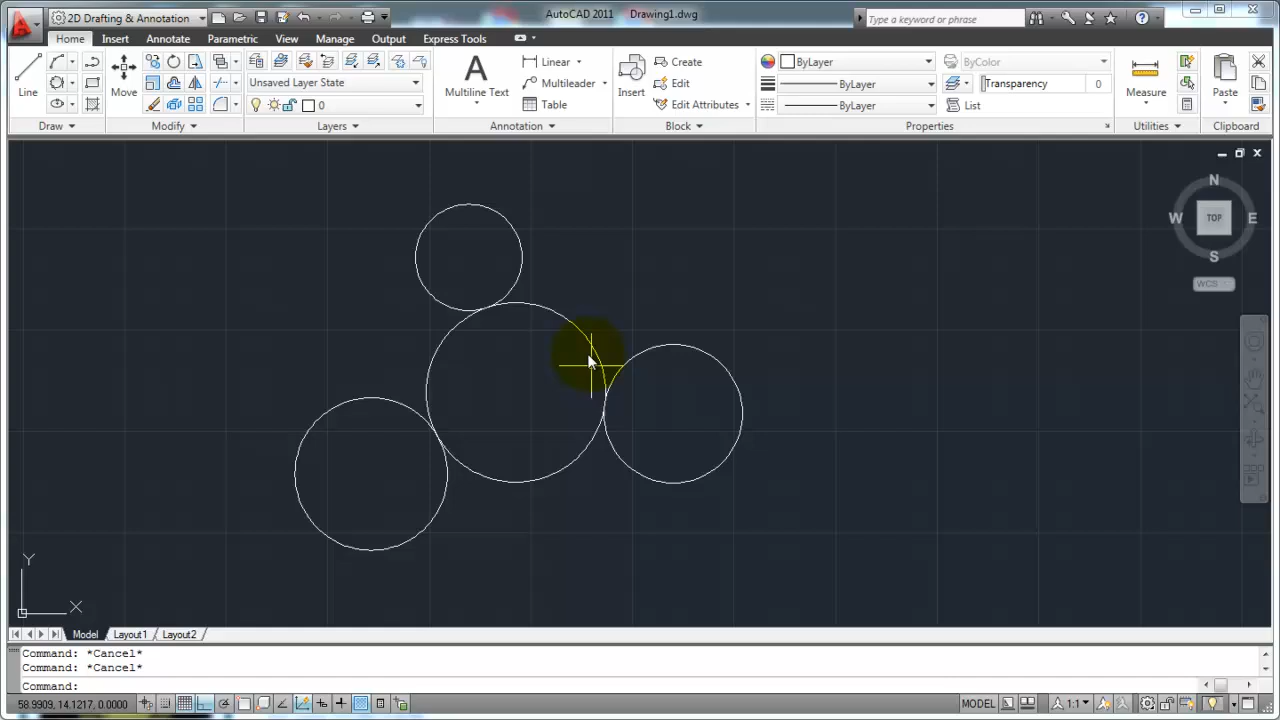 2D Drafting & Annotation
AutoCAD 2011 Drawing1.dwg
Type a keyword or phrase
Home Insert Annotate Parametric View Manage Output Express Tools
Line
Draw
Move
Modify
Unsaved Layer State
0
Layers
A
Multiline Text
Linear
Multileader
Table
Annotation
Insert
Create
Edit
Edit Attributes
Block
ByLayer
ByLayer
ByLayer
ByColor
Transparency 0
List
Properties
Measure
Utilities
Paste
Clipboard
N
W TOP E
S
WCS
Y
X
Model Layout1 Layout2
Command: *Cancel*
Command: *Cancel*
Command:
58.9909, 14.1217, 0.0000
MODEL
1:1